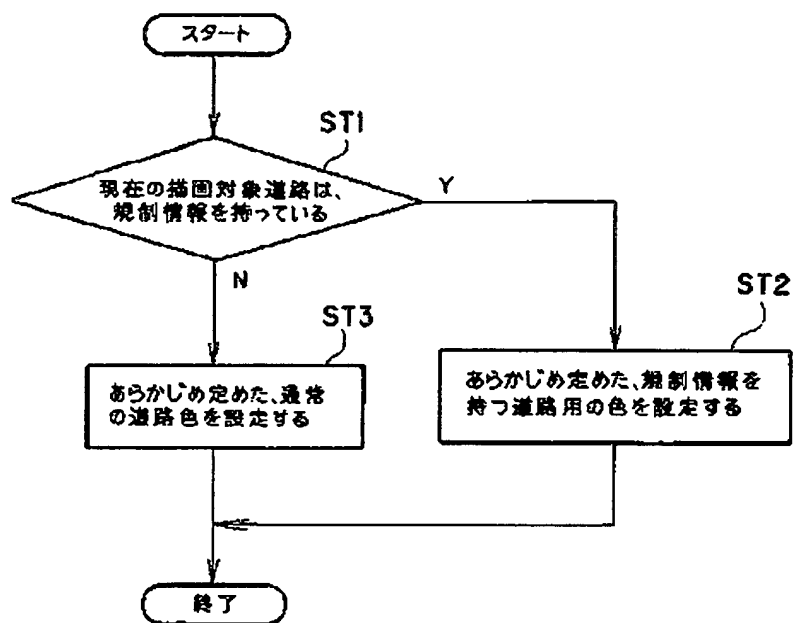 スタート
ST1
現在の描画対象道路は、
規制情報を持っている
Y
N
ST2
ST3
あらかじめ定めた、規制情報を
持つ道路用の色を設定する
あらかじめ定めた、通常
の道路色を設定する
終了